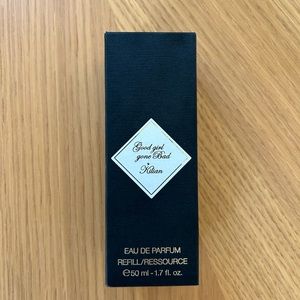 Good girl
gone Bad
Kilian
EAU DE PARFUM
REFILL/RESSOURCE
℮50 ml - 1.7 fl. oz.